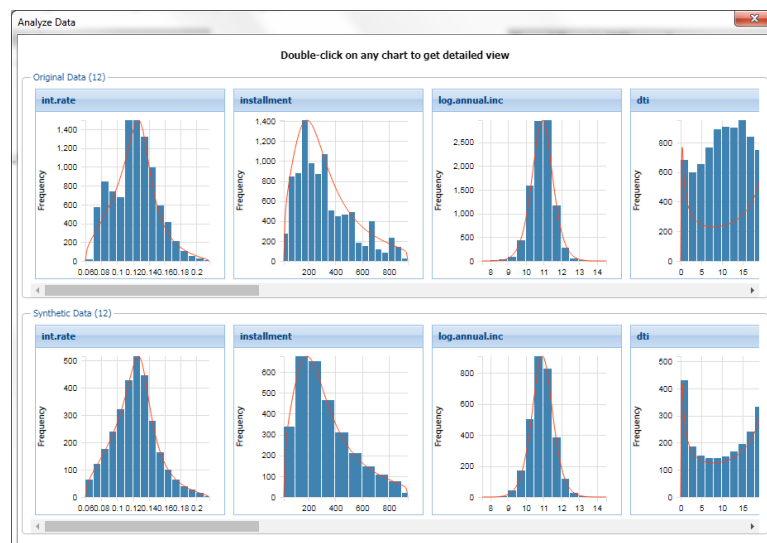 Analyze Data
Double-click on any chart to get detailed view
Original Data (12)
int.rate
installment
log.annual.inc
dti
Frequency
1,400
1,200
1,000
800
600
400
200
0
0.060.08 0.1 0.120.140.160.18 0.2
Frequency
1,400
1,200
1,000
800
600
400
200
0
200 400 600 800
Frequency
2,500
2,000
1,500
1,000
500
0
8 9 10 11 12 13 14
Frequency
800
600
400
200
0
0 5 10 15
Synthetic Data (12)
int.rate
installment
log.annual.inc
dti
Frequency
500
400
300
200
100
0
0.060.08 0.1 0.120.140.160.18 0.2
Frequency
600
500
400
300
200
100
0
200 400 600 800
Frequency
800
600
400
200
0
8 9 10 11 12 13 14
Frequency
500
400
300
200
100
0
0 5 10 15